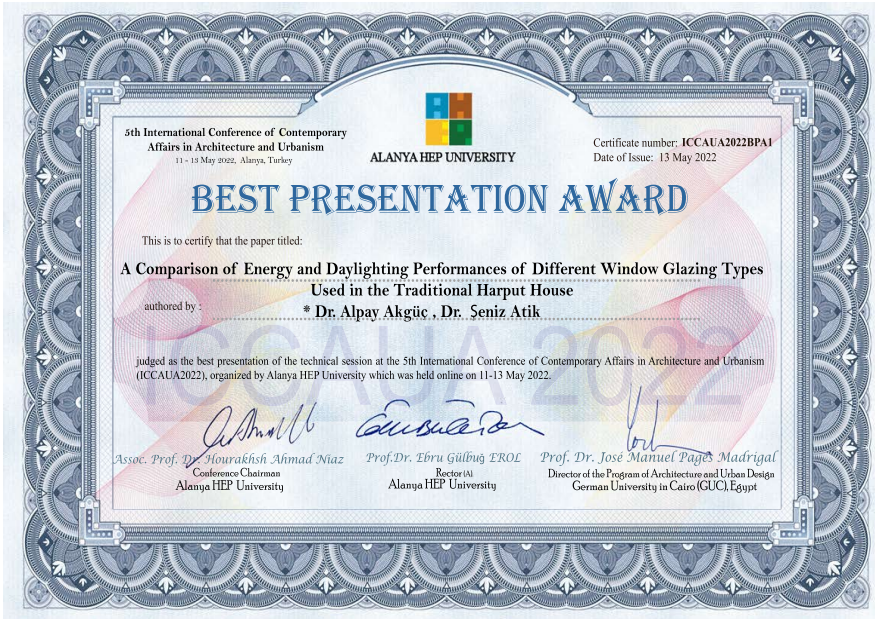 5th International Conference of Contemporary
Affairs in Architecture and Urbanism
11 - 13 May 2022, Alanya, Turkey
ALANYA HEP UNIVERSITY
Certificate number: ICCAUA2022BPA1
Date of Issue: 13 May 2022
BEST PRESENTATION AWARD
This is to certify that the paper titled:
A Comparison of Energy and Daylighting Performances of Different Window Glazing Types
Used in the Traditional Harput House
authored by :
* Dr. Alpay Akgüç , Dr. Şeniz Atik
ICCAUA 2022
judged as the best presentation of the technical session at the 5th International Conference of Contemporary Affairs in Architecture and Urbanism
(ICCAUA2022), organized by Alanya HEP University which was held online on 11-13 May 2022.
Assoc. Prof. Dr. Hourakhsh Ahmad Niaz
Conference Chairman
Alanya HEP University
Prof.Dr. Ebru Gülbuğ EROL
Rector (A)
Alanya HEP University
Prof. Dr. José Manuel Pagés Madrigal
Director of the Program of Architecture and Urban Design
German University in Cairo (GUC), Egypt